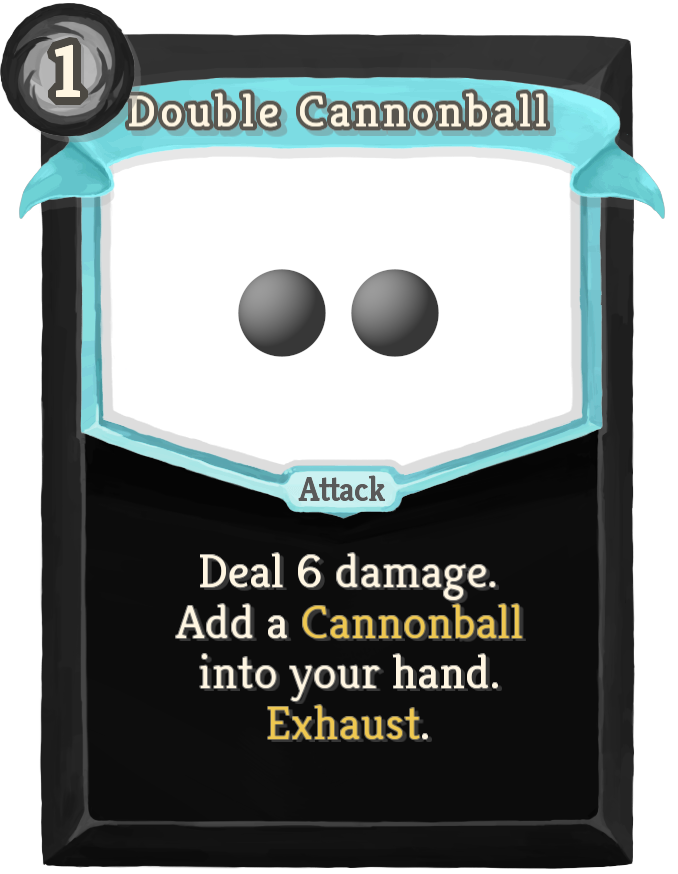 1
Double Cannonball
Attack
Deal 6 damage.
Add a Cannonball
into your hand.
Exhaust.